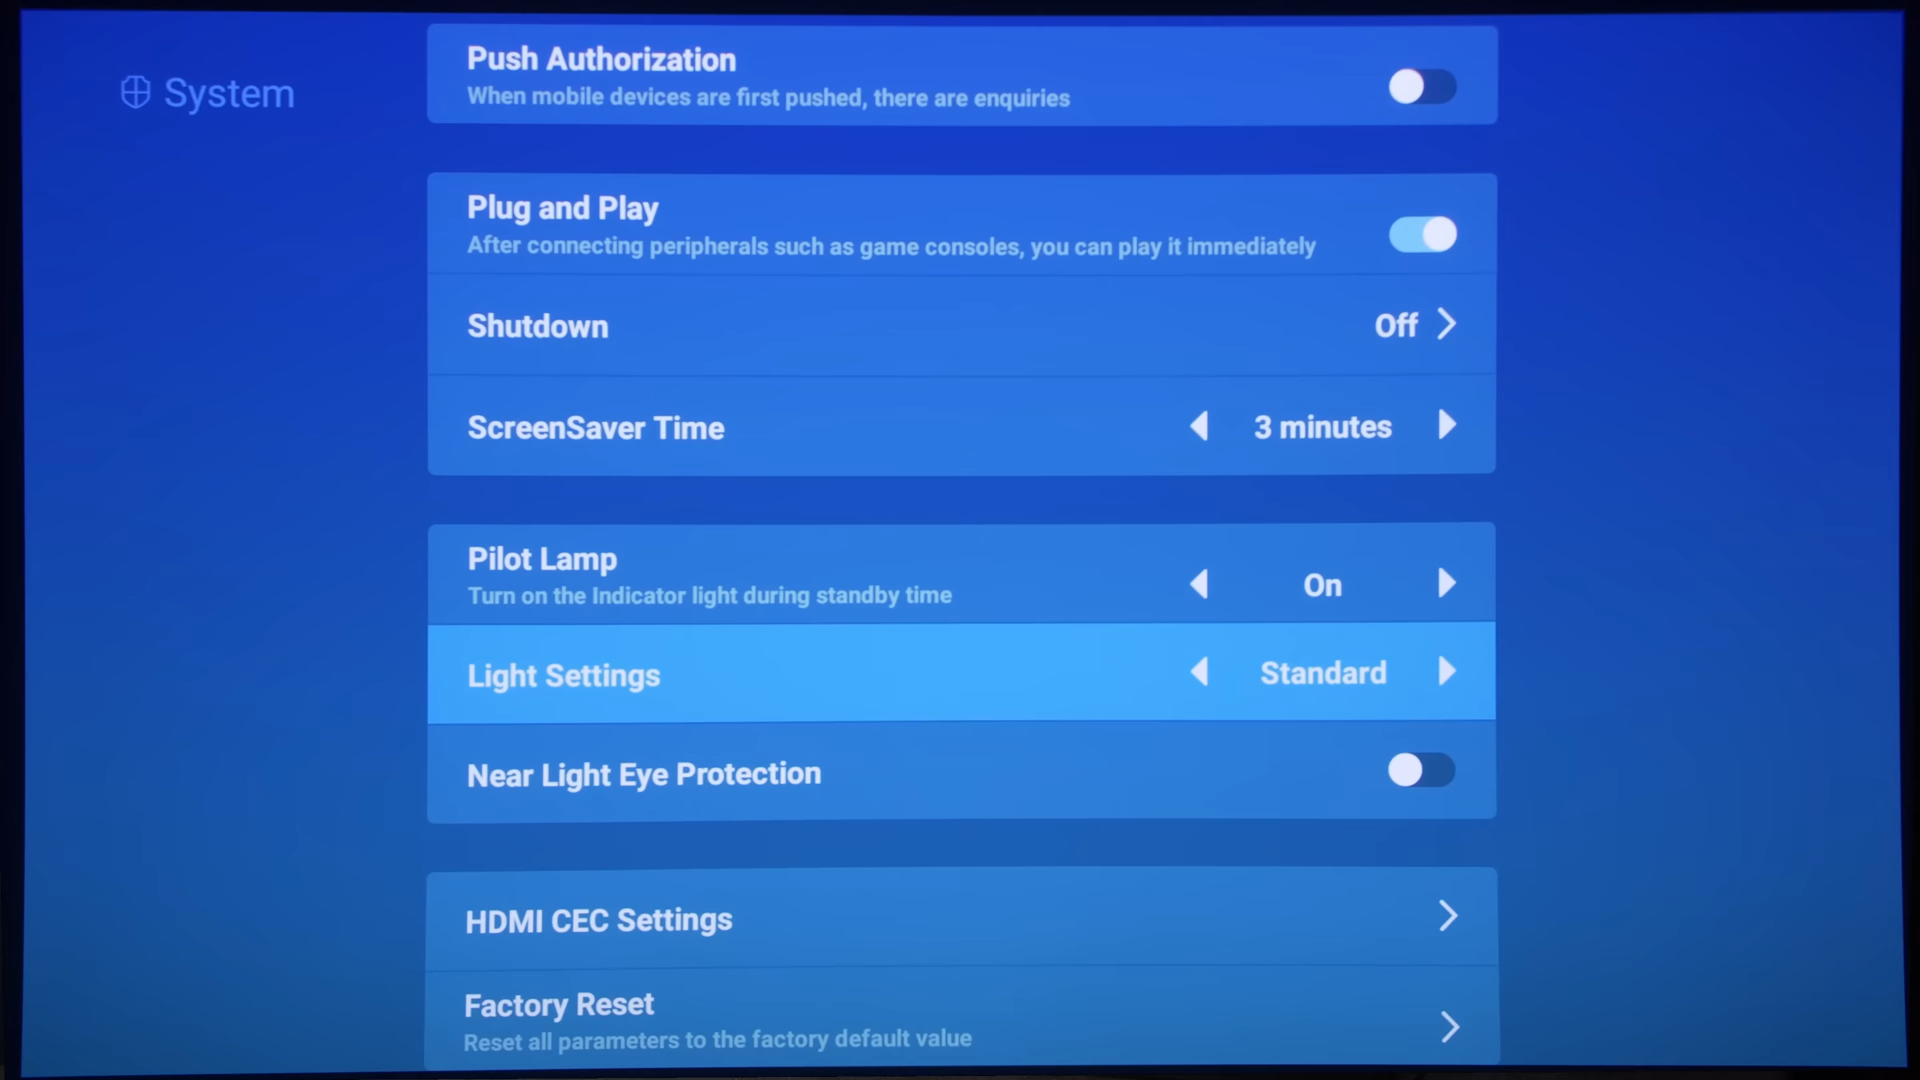 System
Push Authorization
When mobile devices are first pushed, there are enquiries
Plug and Play
After connecting peripherals such as game consoles, you can play it immediately
Shutdown
Off
ScreenSaver Time
3 minutes
Pilot Lamp
Turn on the Indicator light during standby time
On
Light Settings
Standard
Near Light Eye Protection
HDMI CEC Settings
Factory Reset
Reset all parameters to the factory default value